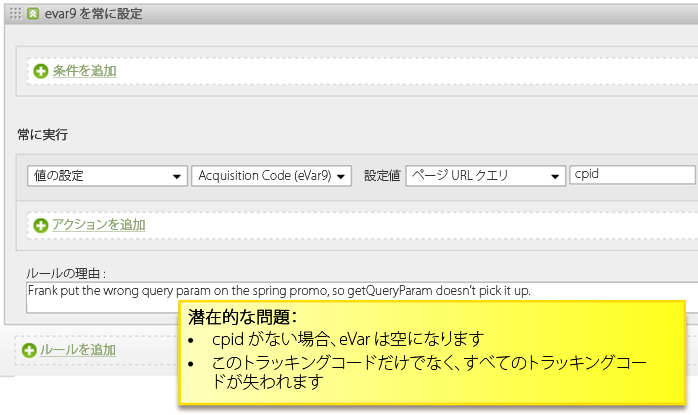 evar9 を常に設定
条件を追加
常に実行
値の設定 Acquisition Code (eVar9) 設定値 ページ URL クエリ cpid
アクションを追加
ルールの理由 :
Frank put the wrong query param on the spring promo, so getQueryParam doesn't pick it up.
潜在的な問題:
• cpid がない場合、eVar は空になります
ルールを追加
• このトラッキングコードだけでなく、すべてのトラッキングコー
ドが失われます